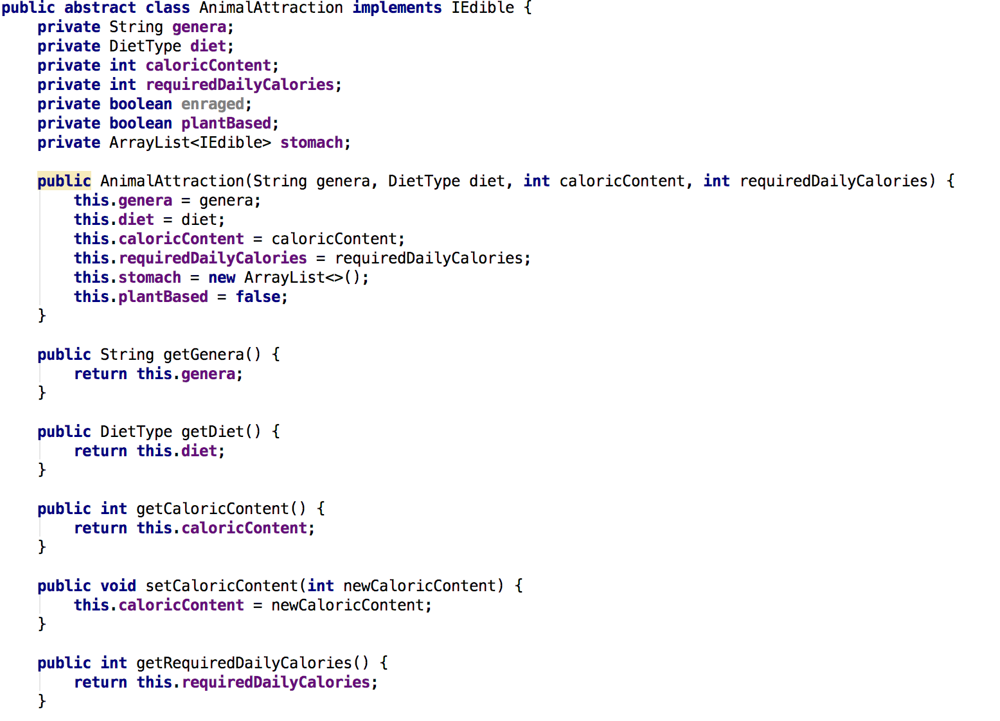 public abstract class AnimalAttraction implements IEdible {
    private String genera;
    private DietType diet;
    private int caloricContent;
    private int requiredDailyCalories;
    private boolean enraged;
    private boolean plantBased;
    private ArrayList<IEdible> stomach;

    public AnimalAttraction(String genera, DietType diet, int caloricContent, int requiredDailyCalories) {
        this.genera = genera;
        this.diet = diet;
        this.caloricContent = caloricContent;
        this.requiredDailyCalories = requiredDailyCalories;
        this.stomach = new ArrayList<>();
        this.plantBased = false;
    }

    public String getGenera() {
        return this.genera;
    }

    public DietType getDiet() {
        return this.diet;
    }

    public int getCaloricContent() {
        return this.caloricContent;
    }

    public void setCaloricContent(int newCaloricContent) {
        this.caloricContent = newCaloricContent;
    }

    public int getRequiredDailyCalories() {
        return this.requiredDailyCalories;
    }